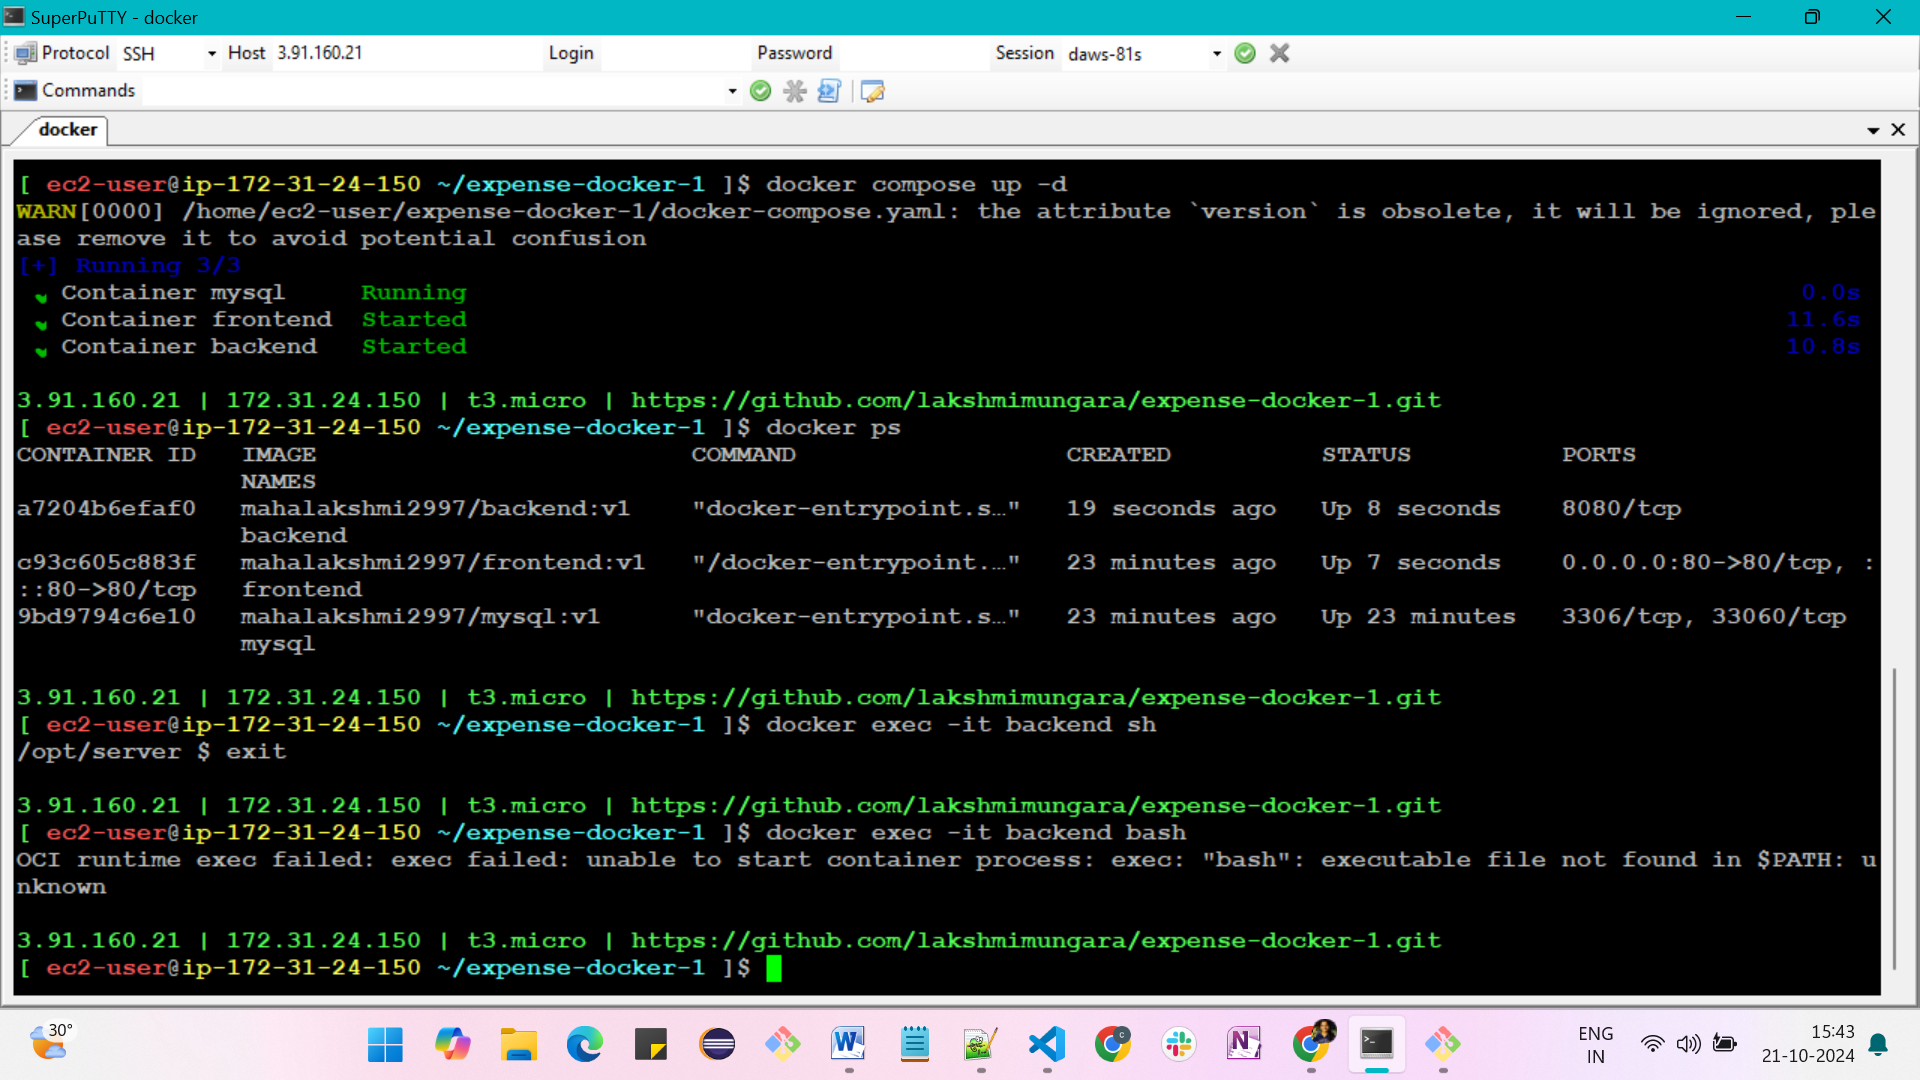 SuperPuTTY - docker
Protocol SSH Host 3.91.160.21 Login Password Session daws-81s
Commands
docker
[ ec2-user@ip-172-31-24-150 ~/expense-docker-1 ]$ docker compose up -d
WARN[0000] /home/ec2-user/expense-docker-1/docker-compose.yaml: the attribute `version` is obsolete, it will be ignored, ple
ase remove it to avoid potential confusion
[+] Running 3/3
Container mysql Running 0.0s
Container frontend Started 11.6s
Container backend Started 10.8s
3.91.160.21 | 172.31.24.150 | t3.micro | https://github.com/lakshmimungara/expense-docker-1.git
[ ec2-user@ip-172-31-24-150 ~/expense-docker-1 ]$ docker ps
CONTAINER ID IMAGE COMMAND CREATED STATUS PORTS
NAMES
a7204b6efaf0 mahalakshmi2997/backend:v1 "docker-entrypoint.s…" 19 seconds ago Up 8 seconds 8080/tcp
backend
c93c605c883f mahalakshmi2997/frontend:v1 "/docker-entrypoint.…" 23 minutes ago Up 7 seconds 0.0.0.0:80->80/tcp, :
::80->80/tcp frontend
9bd9794c6e10 mahalakshmi2997/mysql:v1 "docker-entrypoint.s…" 23 minutes ago Up 23 minutes 3306/tcp, 33060/tcp
mysql
3.91.160.21 | 172.31.24.150 | t3.micro | https://github.com/lakshmimungara/expense-docker-1.git
[ ec2-user@ip-172-31-24-150 ~/expense-docker-1 ]$ docker exec -it backend sh
/opt/server $ exit
3.91.160.21 | 172.31.24.150 | t3.micro | https://github.com/lakshmimungara/expense-docker-1.git
[ ec2-user@ip-172-31-24-150 ~/expense-docker-1 ]$ docker exec -it backend bash
OCI runtime exec failed: exec failed: unable to start container process: exec: "bash": executable file not found in $PATH: u
nknown
3.91.160.21 | 172.31.24.150 | t3.micro | https://github.com/lakshmimungara/expense-docker-1.git
[ ec2-user@ip-172-31-24-150 ~/expense-docker-1 ]$
30°
ENG
IN
15:43
21-10-2024